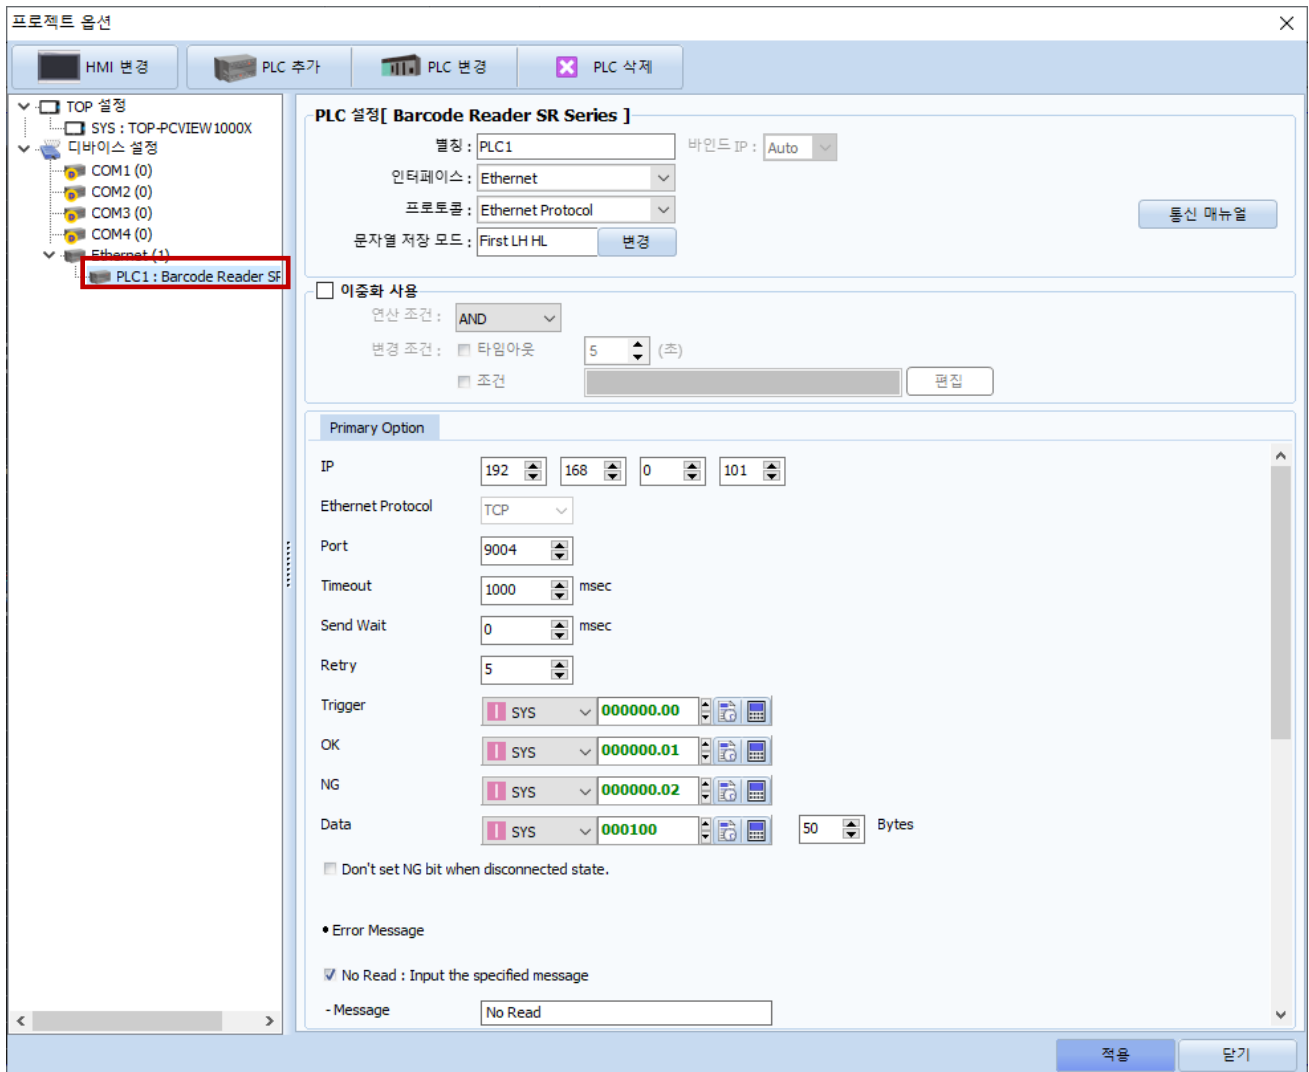 프로젝트 옵션
HMI 변경 PLC 추가 PLC 변경 PLC 삭제
TOP 설정
SYS : TOP-PCVIEW1000X
디바이스 설정
COM1 (0)
COM2 (0)
COM3 (0)
COM4 (0)
Ethernet (1)
PLC1 : Barcode Reader SR
PLC 설정[ Barcode Reader SR Series ]
별칭 : PLC1 바인드 IP : Auto
인터페이스 : Ethernet
프로토콜 : Ethernet Protocol 통신 매뉴얼
문자열 저장 모드 : First LH HL 변경
이중화 사용
연산 조건 : AND
변경 조건 : 타임아웃 5 (초)
조건 편집
Primary Option
IP 192 168 0 101
Ethernet Protocol TCP
Port 9004
Timeout 1000 msec
Send Wait 0 msec
Retry 5
Trigger SYS 000000.00
OK SYS 000000.01
NG SYS 000000.02
Data SYS 000100 50 Bytes
Don't set NG bit when disconnected state.
• Error Message
No Read : Input the specified message
- Message No Read
적용 닫기